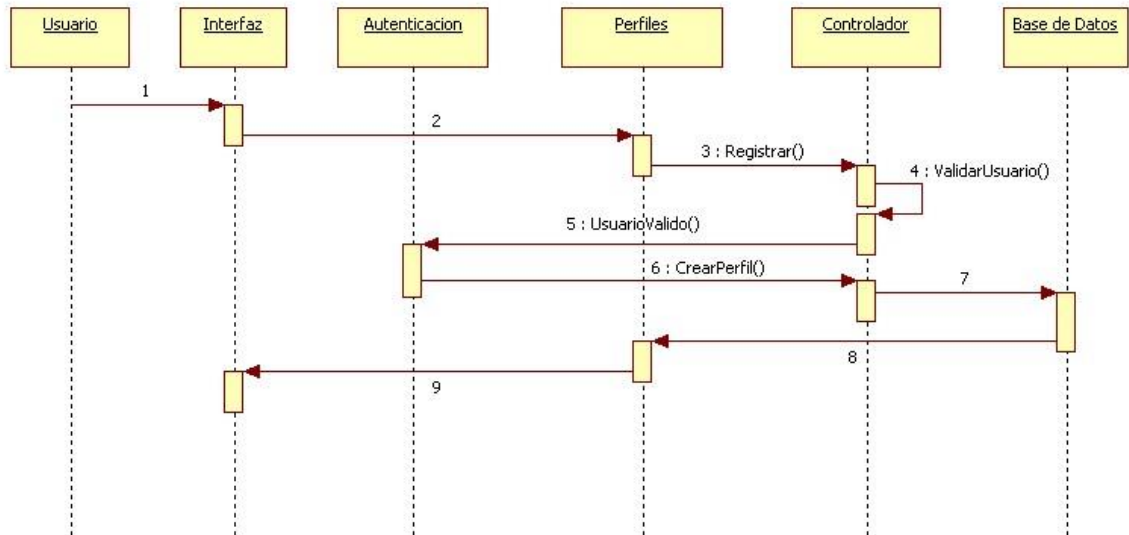 Usuario
Interfaz
Autenticacion
Perfiles
Controlador
Base de Datos
1
2
3 : Registrar()
4 : ValidarUsuario()
5 : UsuarioValido()
6 : CrearPerfil()
7
8
9